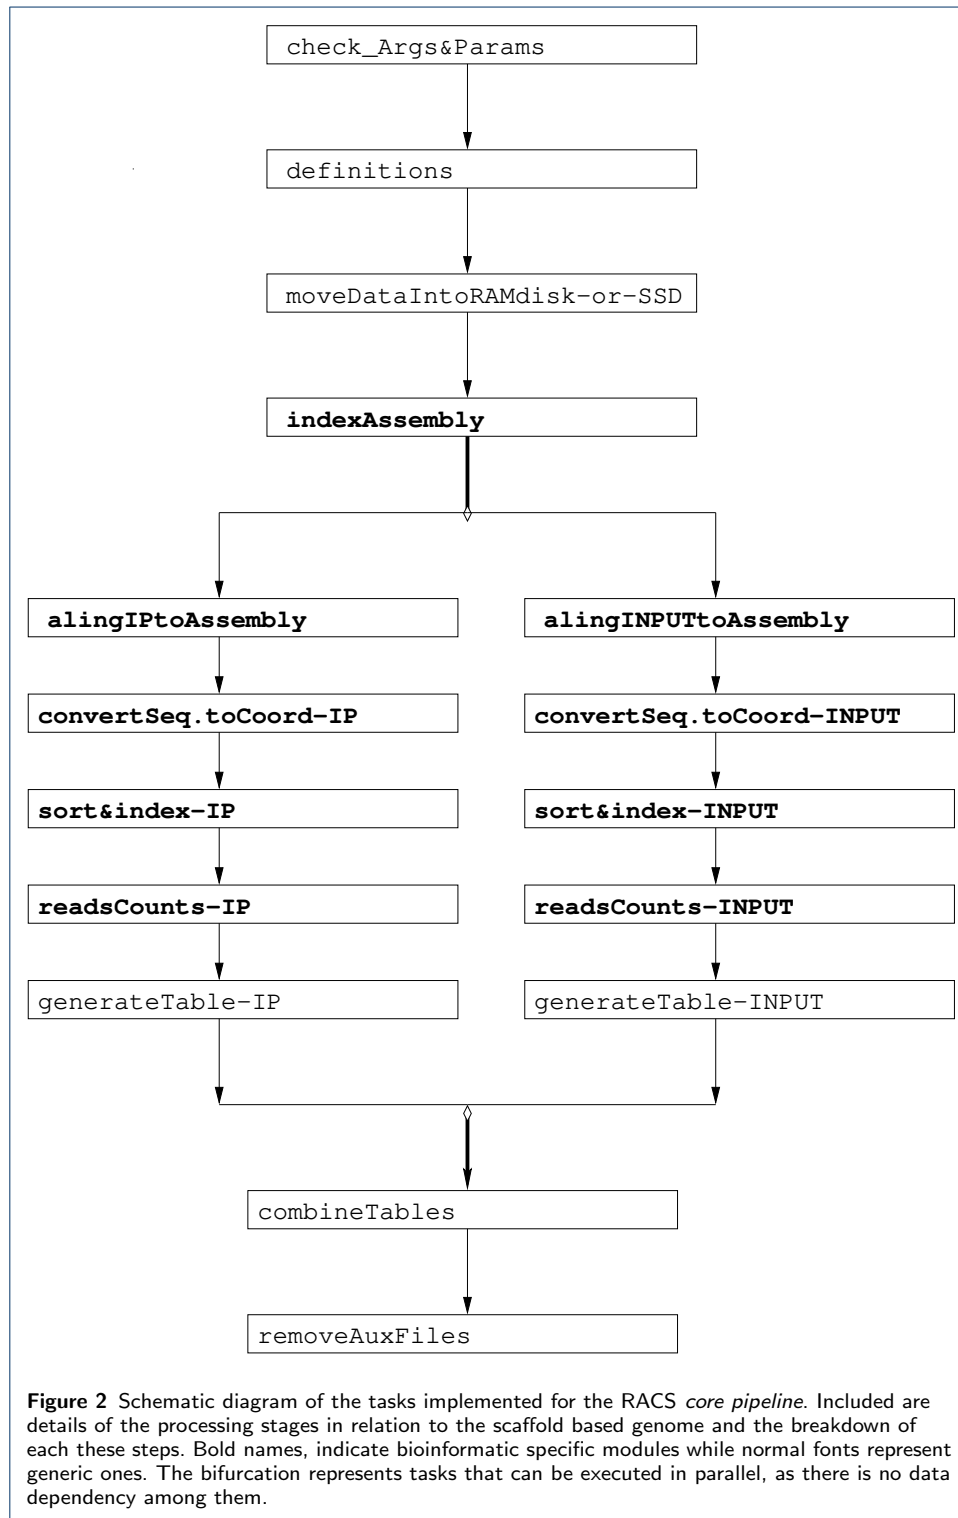 check_Args&Params
definitions
moveDataIntoRAMdisk-or-SSD
indexAssembly
alingIPtoAssembly
alingINPUTtoAssembly
convertSeq.toCoord-IP
convertSeq.toCoord-INPUT
sort&index-IP
sort&index-INPUT
readsCounts-IP
readsCounts-INPUT
generateTable-IP
generateTable-INPUT
combineTables
removeAuxFiles
Figure 2 Schematic diagram of the tasks implemented for the RACS core pipeline. Included are
details of the processing stages in relation to the scaffold based genome and the breakdown of
each these steps. Bold names, indicate bioinformatic specific modules while normal fonts represent
generic ones. The bifurcation represents tasks that can be executed in parallel, as there is no data
dependency among them.